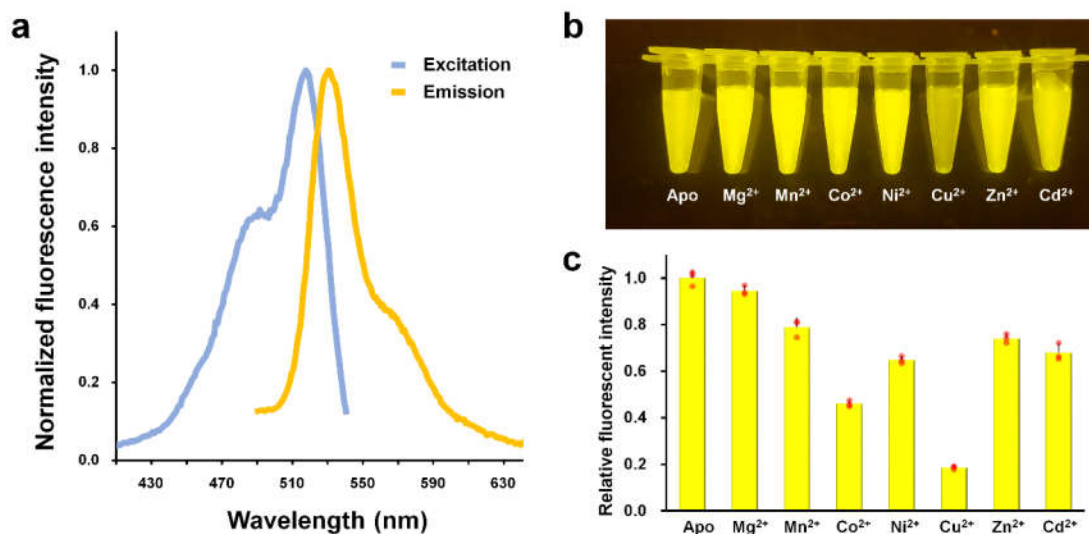 a
Normalized fluorescence intensity
1.0
0.8
0.6
0.4
0.2
0.0
Excitation
Emission
430 470 510 550 590 630
Wavelength (nm)
b
Apo Mg²⁺ Mn²⁺ Co²⁺ Ni²⁺ Cu²⁺ Zn²⁺ Cd²⁺
c
Relative fluorescent intensity
1.0
0.8
0.6
0.4
0.2
0.0
Apo Mg²⁺ Mn²⁺ Co²⁺ Ni²⁺ Cu²⁺ Zn²⁺ Cd²⁺